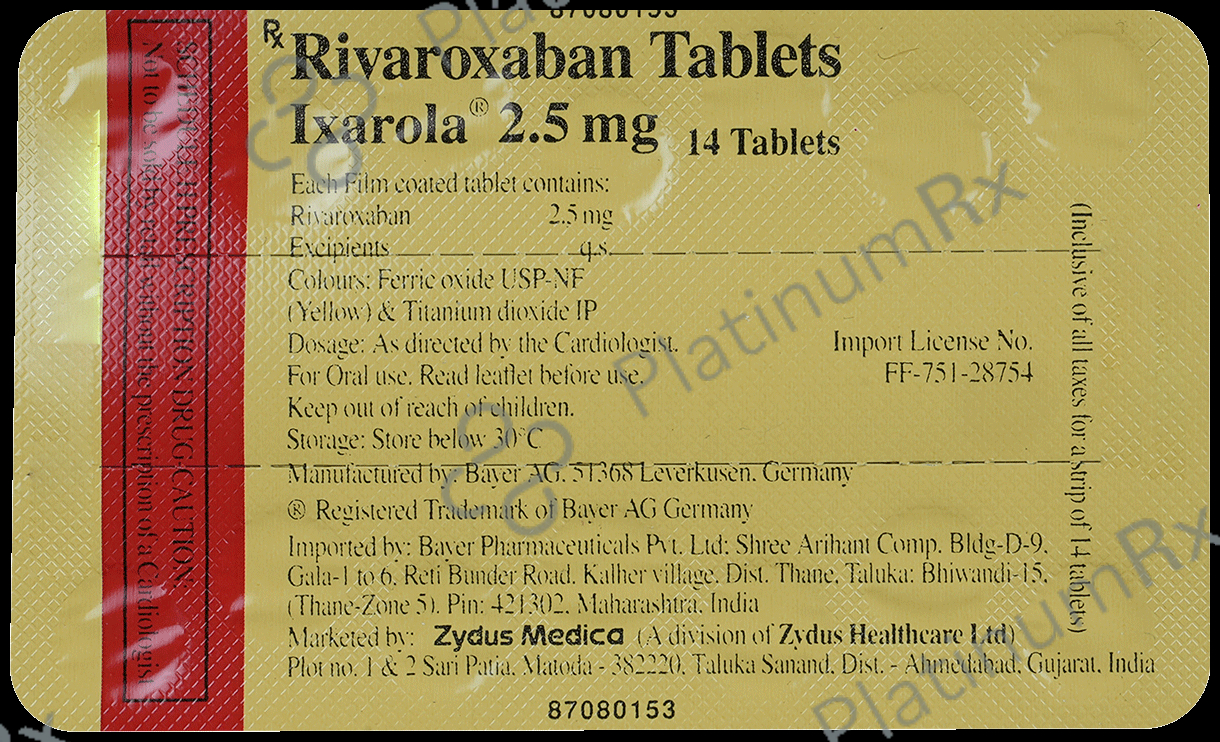 87080153
Rx Rivaroxaban Tablets
Ixarola® 2.5 mg 14 Tablets
Each Film coated tablet contains:
Rivaroxaban 2.5 mg
Excipients q.s.
Colours: Ferric oxide USP-NF
(Yellow) & Titanium dioxide IP
Dosage: As directed by the Cardiologist.
For Oral use. Read leaflet before use.
Keep out of reach of children.
Storage: Store below 30°C
Manufactured by: Bayer AG, 51368 Leverkusen, Germany
® Registered Trademark of Bayer AG Germany
Imported by: Bayer Pharmaceuticals Pvt. Ltd: Shree Arihant Comp. Bldg-D-9,
Gala-1 to 6, Reti Bunder Road, Kalher village, Dist. Thane, Taluka: Bhiwandi-15,
(Thane-Zone 5), Pin: 421302, Maharashtra, India
Marketed by: Zydus Medica (A division of Zydus Healthcare Ltd)
Plot no. 1 & 2 Sari Patia, Matoda - 382220, Taluka Sanand, Dist. - Ahmedabad, Gujarat, India
87080153
Import License No.
FF-751-28754
(Inclusive of all taxes for a strip of 14 tablets)
SCHEDULE H PRESCRIPTION DRUG-CAUTION:
Not to be sold by retail without the prescription of a Cardiologist
PlatinumRx
PlatinumRx
PlatinumRx
PlatinumRx
PlatinumRx